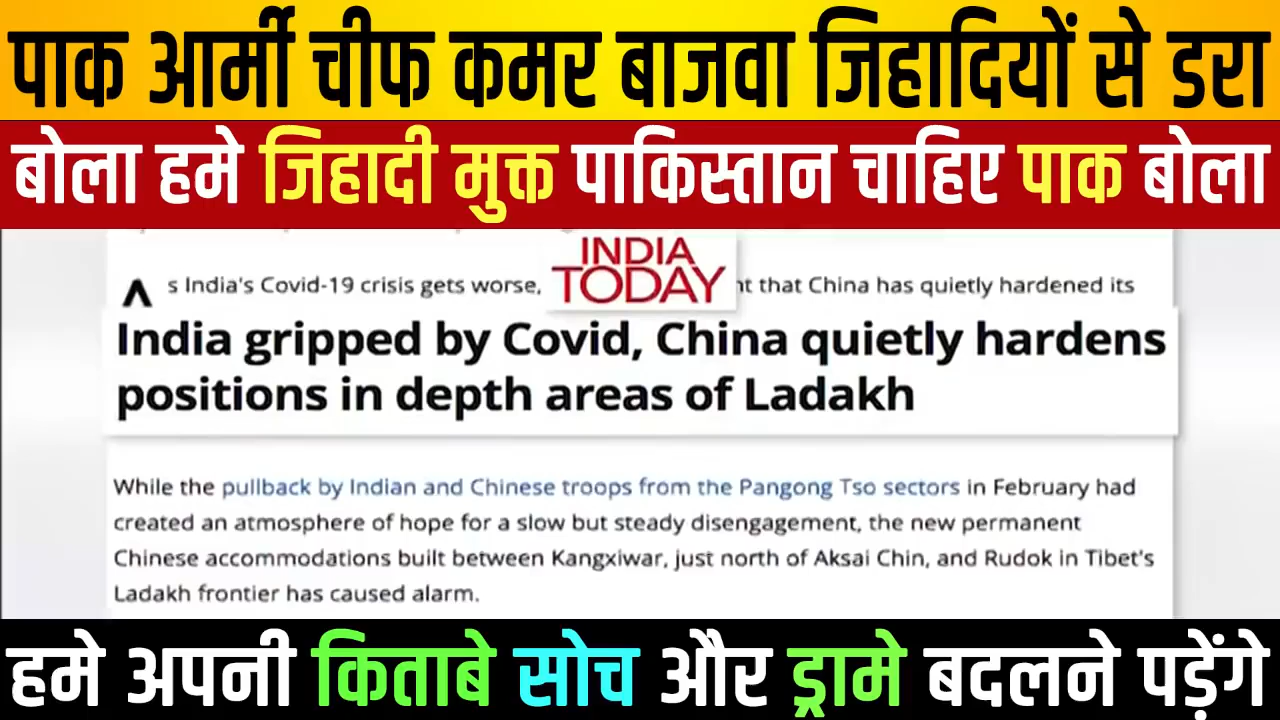 पाक आर्मी चीफ कमर बाजवा जिहादियों से डरा
बोला हमे जिहादी मुक्त पाकिस्तान चाहिए पाक बोला
INDIA
TODAY
s India's Covid-19 crisis gets worse, nt that China has quietly hardened its
India gripped by Covid, China quietly hardens
positions in depth areas of Ladakh
While the pullback by Indian and Chinese troops from the Pangong Tso sectors in February had
created an atmosphere of hope for a slow but steady disengagement, the new permanent
Chinese accommodations built between Kangxiwar, just north of Aksai Chin, and Rudok in Tibet's
Ladakh frontier has caused alarm.
हमे अपनी किताबे सोच और ड्रामे बदलने पड़ेंगे